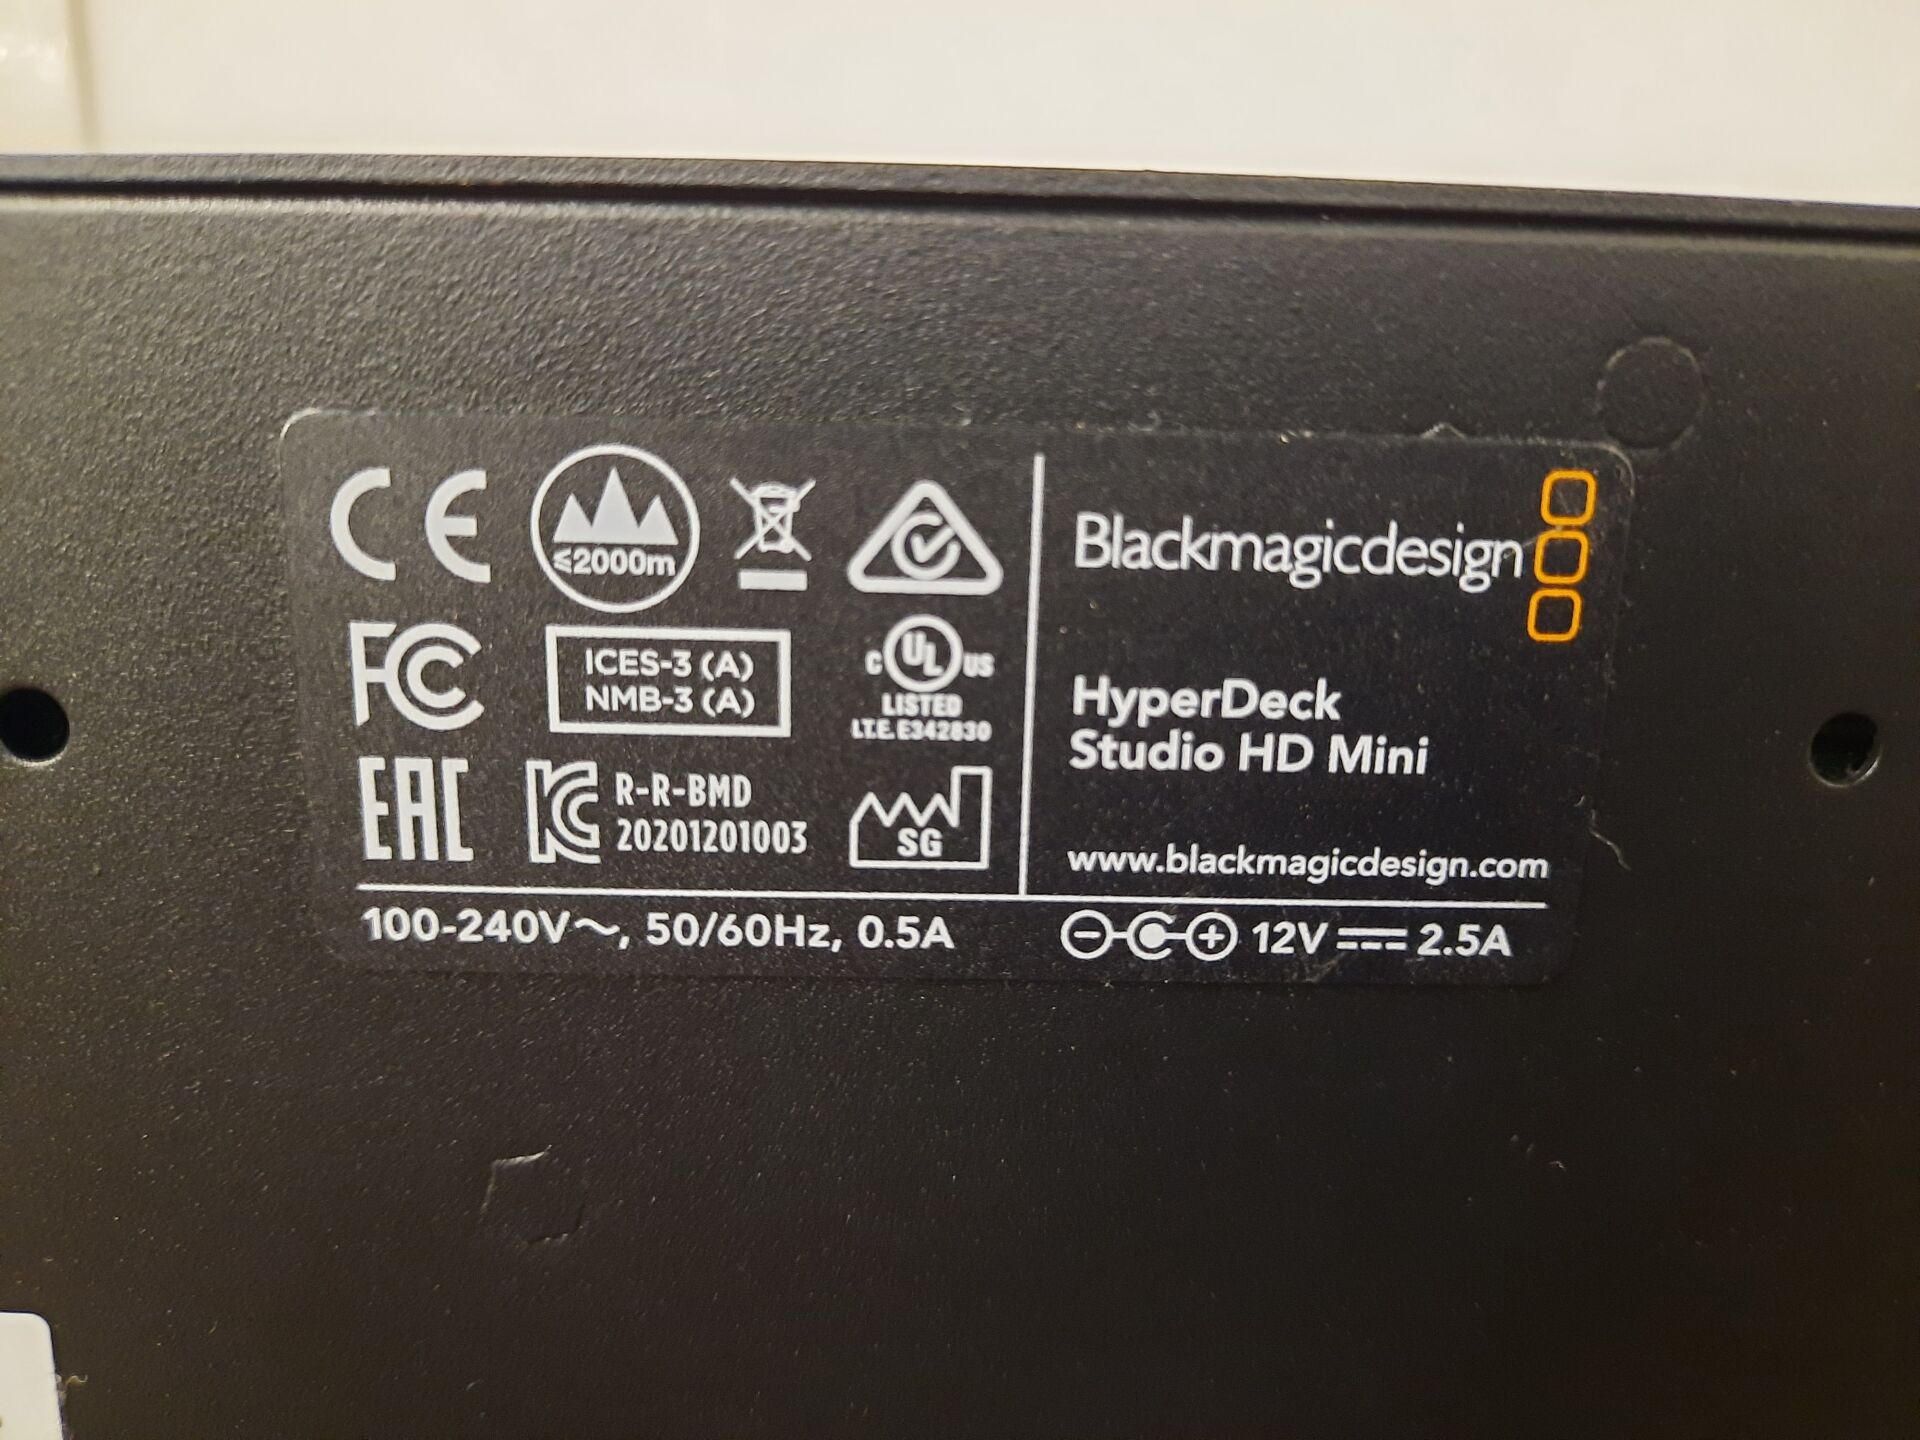 CE
≤2000m
FC
ICES-3 (A)
NMB-3 (A)
c UL us
LISTED
I.T.E. E342830
EAC
KC
R-R-BMD
20201201003
SG
Blackmagicdesign
HyperDeck
Studio HD Mini
www.blackmagicdesign.com
100-240V~, 50/60Hz, 0.5A
12V⎓2.5A